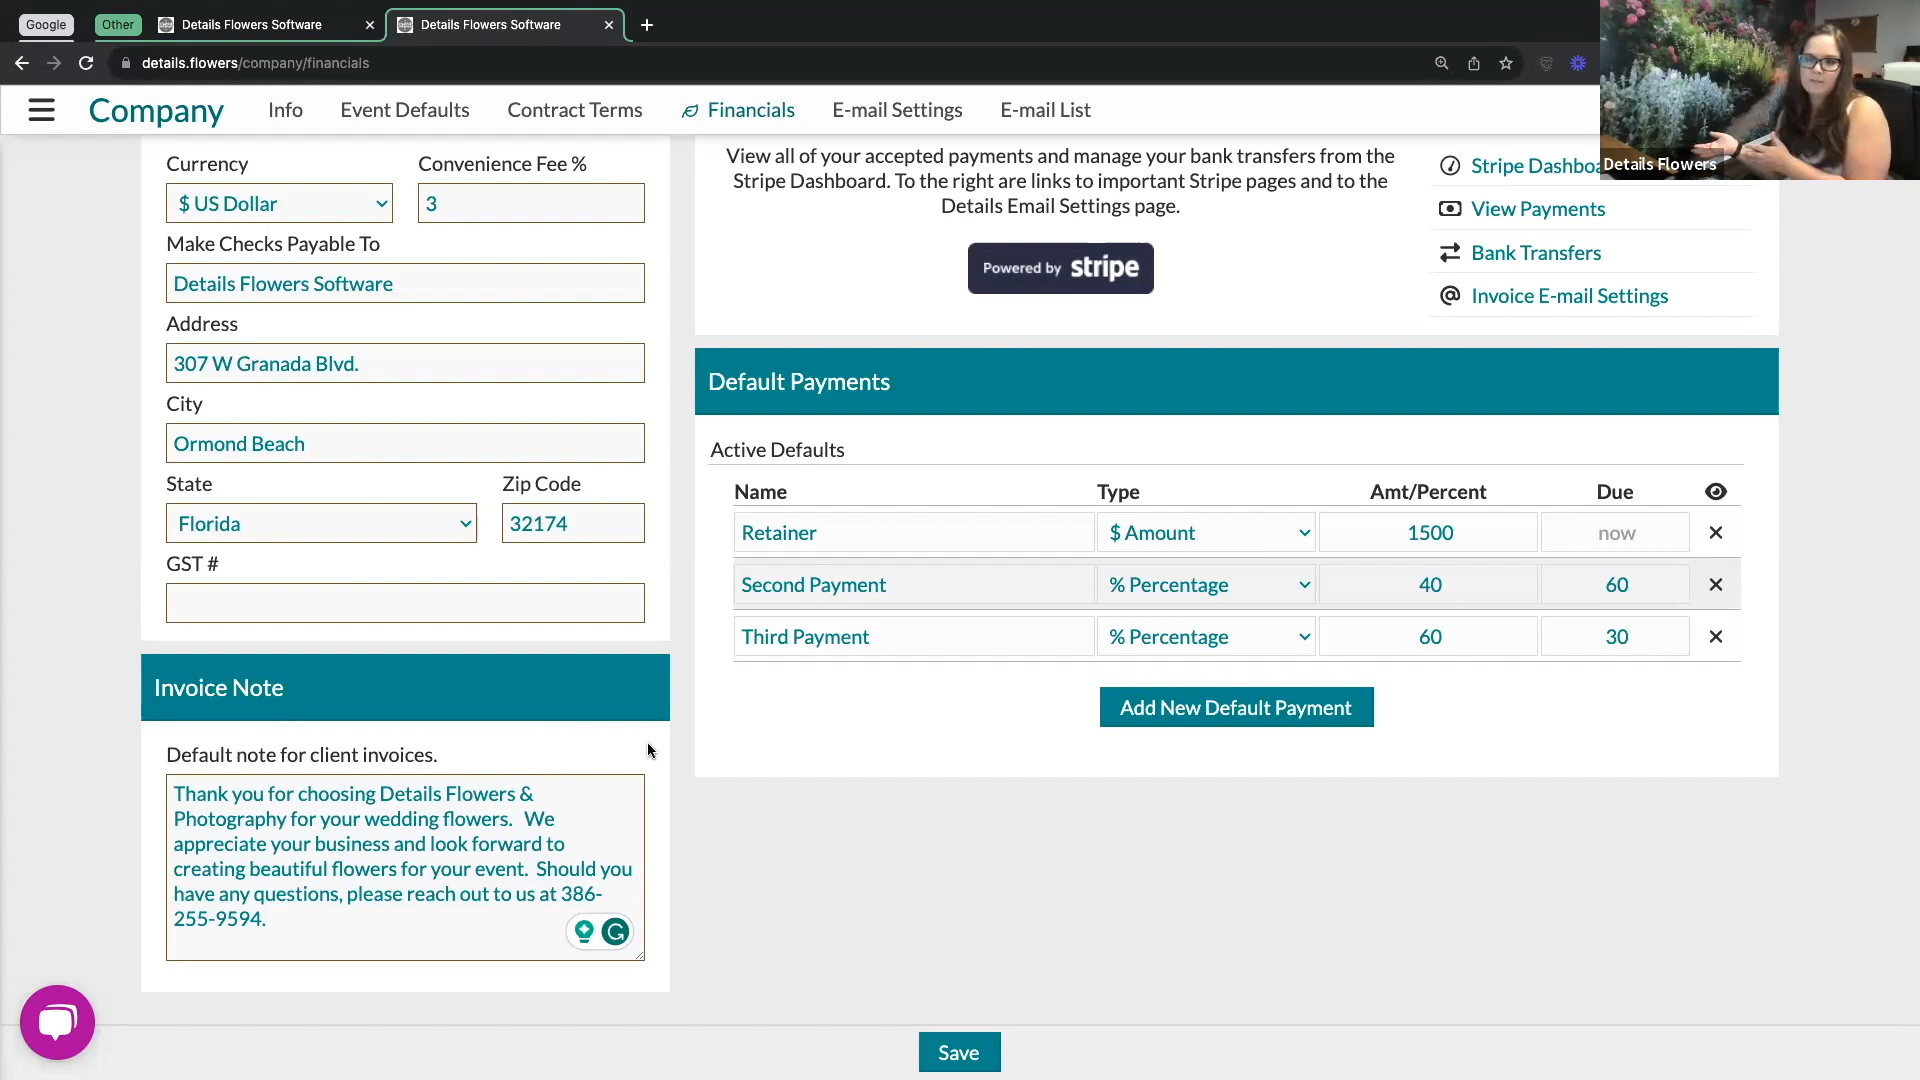 Google
Other
Details Flowers Software
Details Flowers Software
details.flowers/company/financials
Company
Info
Event Defaults
Contract Terms
Financials
E-mail Settings
E-mail List
Details Flowers
Currency
Convenience Fee %
$ US Dollar
3
Make Checks Payable To
Details Flowers Software
Address
307 W Granada Blvd.
City
Ormond Beach
State
Zip Code
Florida
32174
GST #
Invoice Note
Default note for client invoices.
Thank you for choosing Details Flowers &
Photography for your wedding flowers. We
appreciate your business and look forward to
creating beautiful flowers for your event. Should you
have any questions, please reach out to us at 386-
255-9594.
View all of your accepted payments and manage your bank transfers from the
Stripe Dashboard. To the right are links to important Stripe pages and to the
Details Email Settings page.
Powered by stripe
Stripe Dashboa
View Payments
Bank Transfers
Invoice E-mail Settings
Default Payments
Active Defaults
Name Type Amt/Percent Due
Retainer $ Amount 1500 now
Second Payment % Percentage 40 60
Third Payment % Percentage 60 30
Add New Default Payment
Save